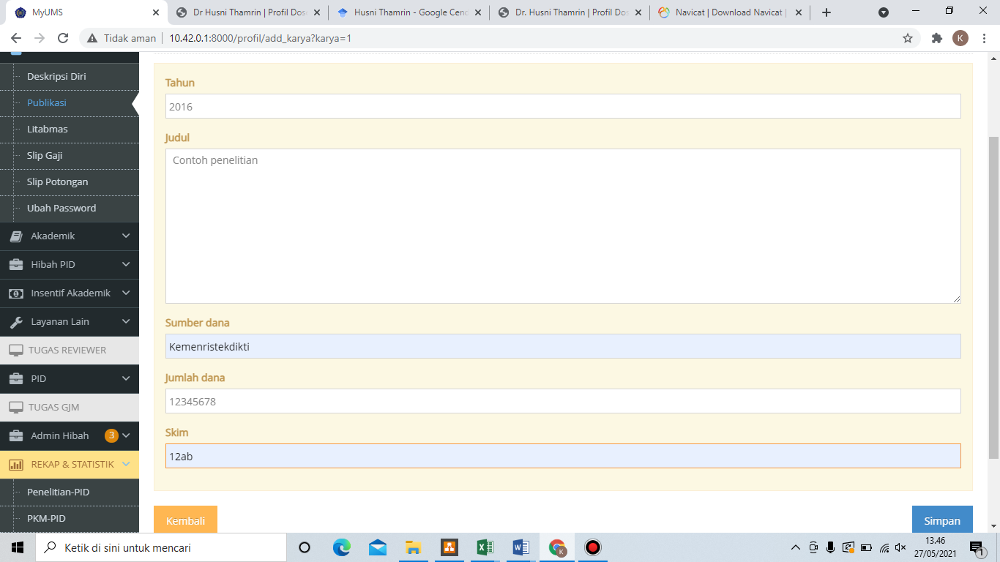 MyUMS
Dr Husni Thamrin | Profil Dos
Husni Thamrin - Google Cend
Dr. Husni Thamrin | Profil Dos
Navicat | Download Navicat |
Tidak aman
10.42.0.1:8000/profil/add_karya?karya=1
K
Deskripsi Diri
Publikasi
Litabmas
Slip Gaji
Slip Potongan
Ubah Password
Akademik
Hibah PID
Insentif Akademik
Layanan Lain
TUGAS REVIEWER
PID
TUGAS GJM
Admin Hibah 3
REKAP & STATISTIK
Penelitian-PID
PKM-PID
Tahun
2016
Judul
Contoh penelitian
Sumber dana
Kemenristekdikti
Jumlah dana
12345678
Skim
12ab
Kembali
Simpan
Ketik di sini untuk mencari
13.46
27/05/2021
1